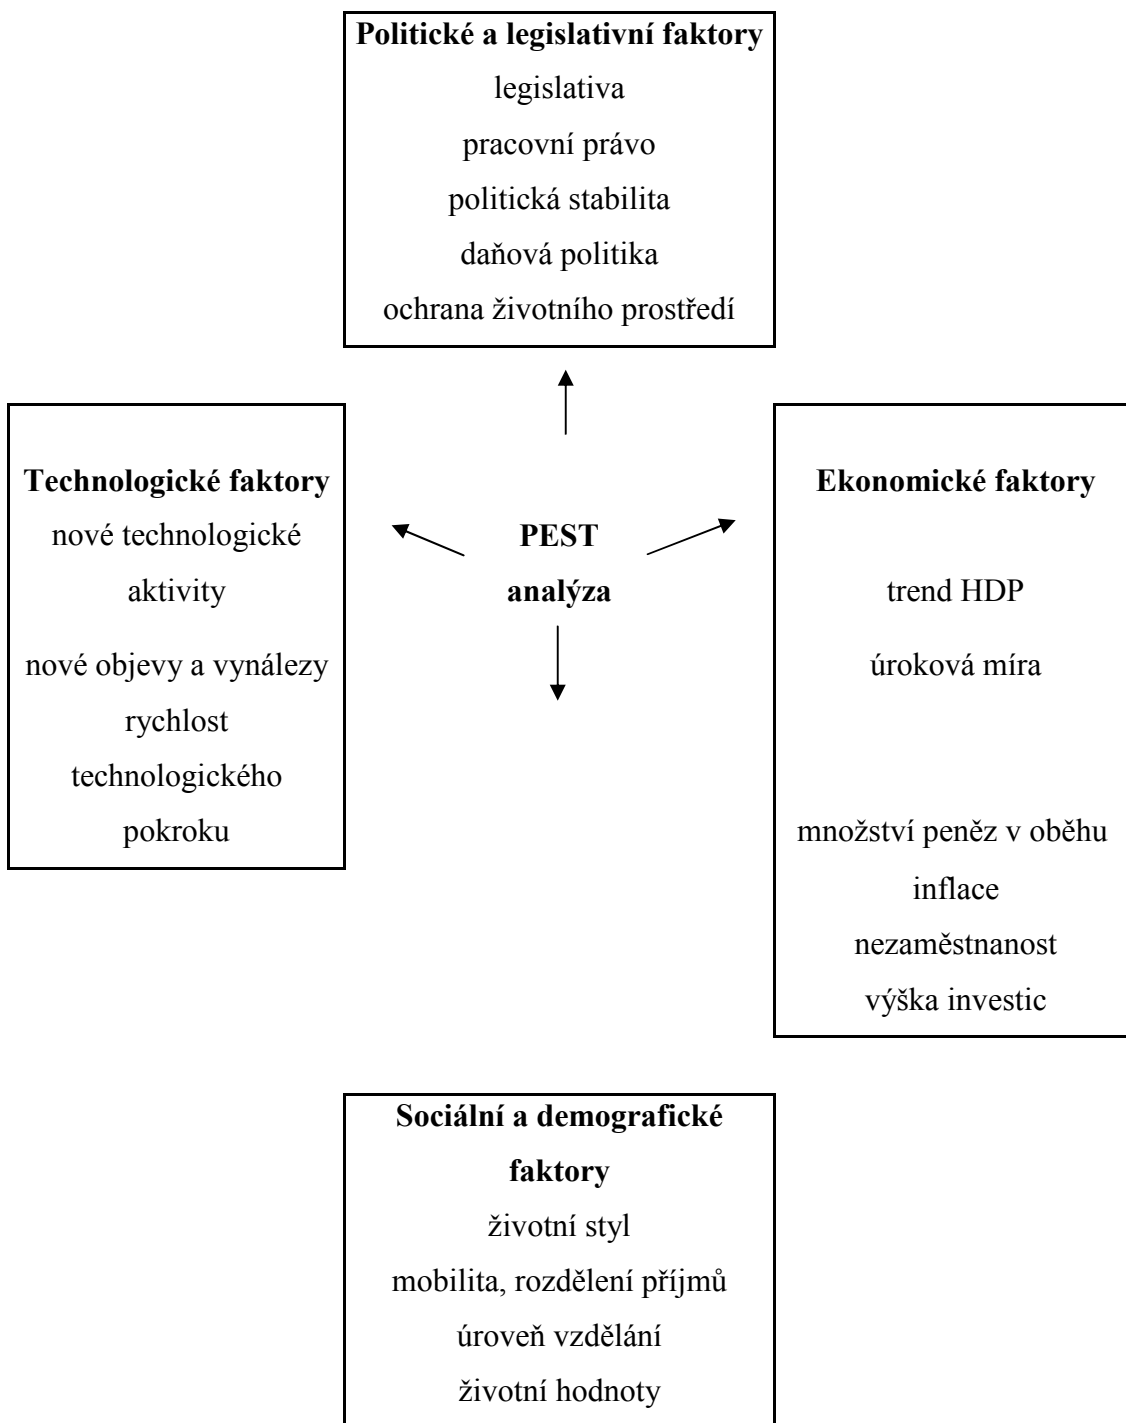 Politické a legislativní faktory
legislativa
pracovní právo
politická stabilita
daňová politika
ochrana životního prostředí
Technologické faktory
nové technologické
aktivity
nové objevy a vynálezy
rychlost
technologického
pokroku
PEST
analýza
Ekonomické faktory
trend HDP
úroková míra
množství peněz v oběhu
inflace
nezaměstnanost
výška investic
Sociální a demografické
faktory
životní styl
mobilita, rozdělení příjmů
úroveň vzdělání
životní hodnoty